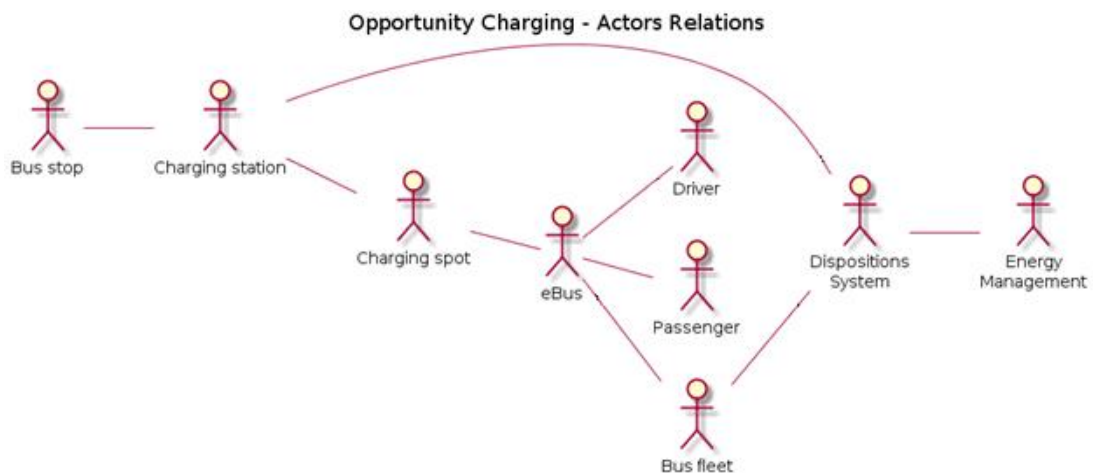 Opportunity Charging - Actors Relations
Bus stop
Charging station
Charging spot
eBus
Driver
Passenger
Bus fleet
Dispositions
System
Energy
Management